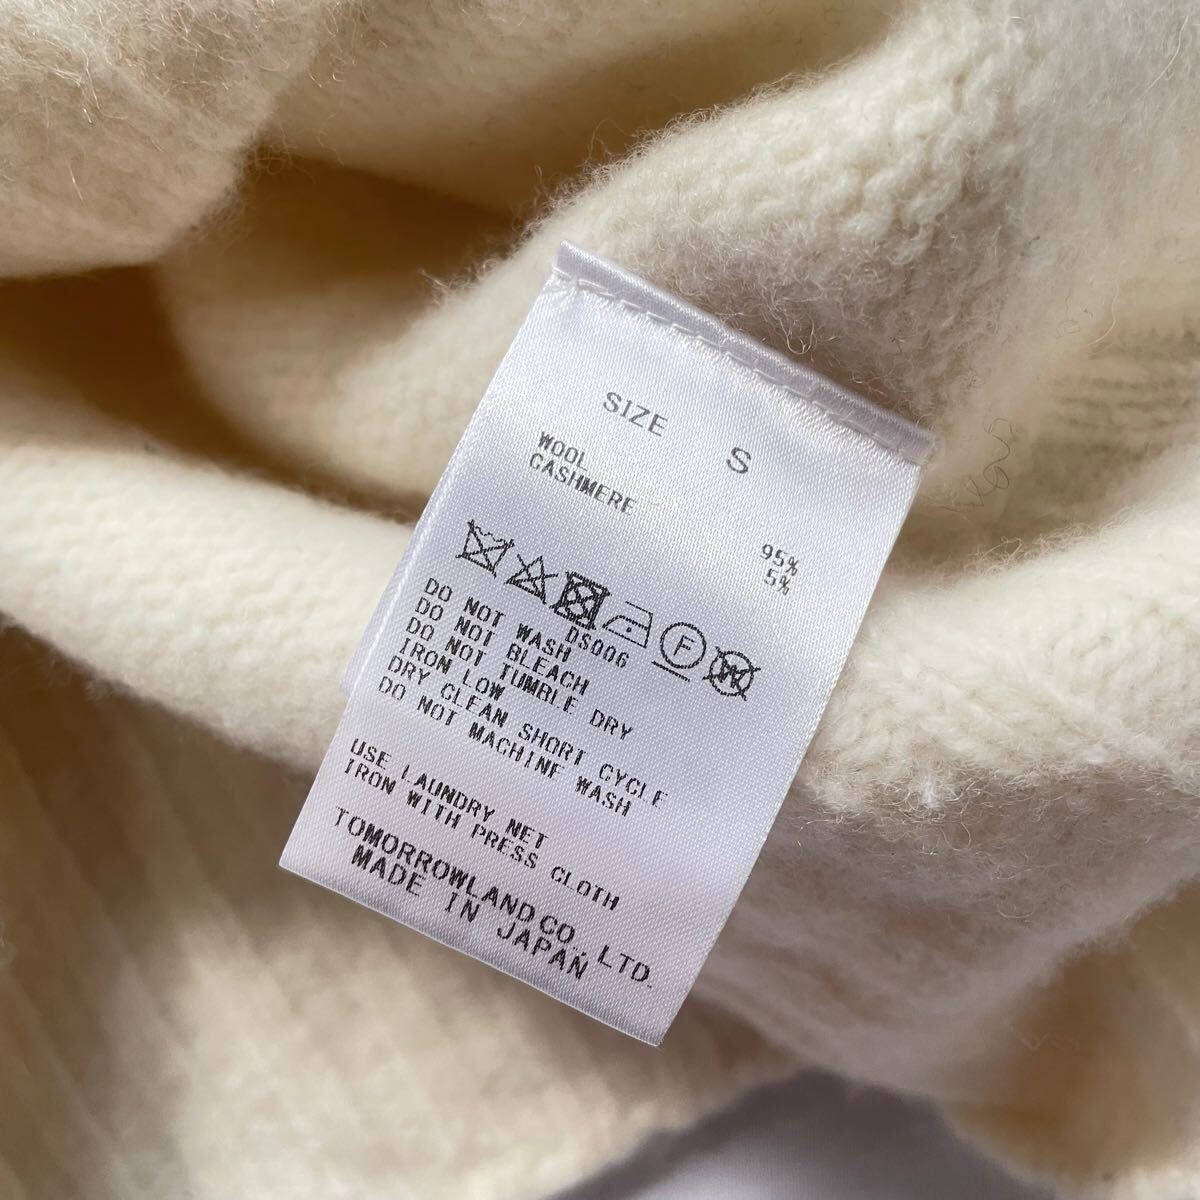 SIZE S
WOOL 95%
CASHMERE 5%
F W
DS006
DO NOT WASH
DO NOT BLEACH
DO NOT TUMBLE DRY
IRON LOW
DRY CLEAN SHORT CYCLE
DO NOT MACHINE WASH
USE LAUNDRY NET
IRON WITH PRESS CLOTH
TOMORROWLAND CO., LTD.
MADE IN JAPAN